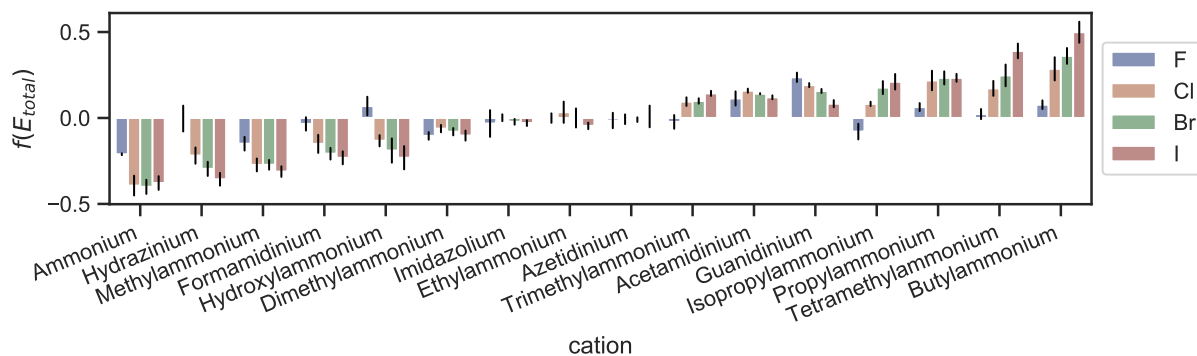 0.5
0.0
−0.5
f(E_total)
Ammonium
Hydrazinium
Methylammonium
Formamidinium
Hydroxylammonium
Dimethylammonium
Imidazolium
Ethylammonium
Azetidinium
Trimethylammonium
Acetamidinium
Guanidinium
Isopropylammonium
Propylammonium
Tetramethylammonium
Butylammonium
cation
F
Cl
Br
I